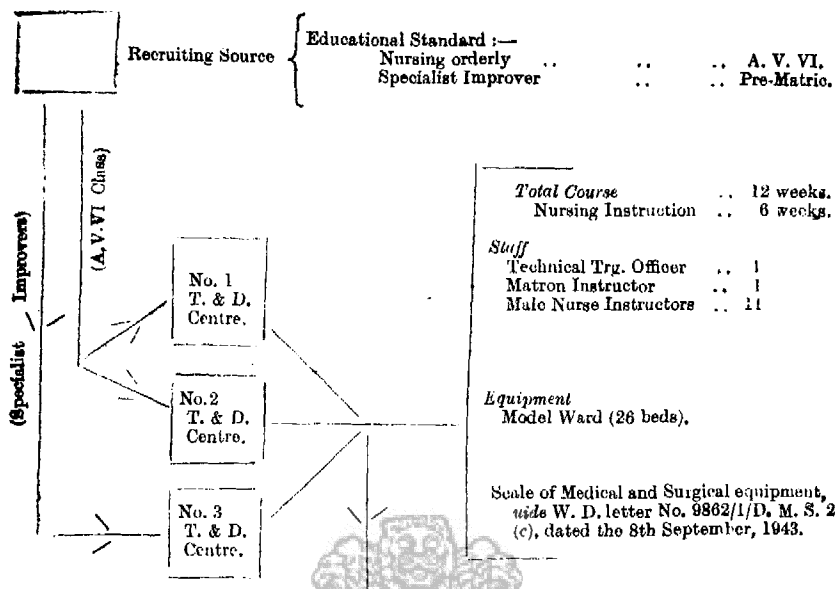 Educational Standard :—
Recruiting Source
Nursing orderly .. .. .. A. V. VI.
Specialist Improver .. .. Pre-Matric.
(Specialist Improvers)
(A.V.VI Class)
No. 1
T. & D.
Centre.
No.2
T. & D.
Centre.
No. 3
T. & D.
Centre.
Total Course .. 12 weeks.
Nursing Instruction .. 6 weeks.
Staff
Technical Trg. Officer .. 1
Matron Instructor .. 1
Male Nurse Instructors .. 11
Equipment
Model Ward (26 beds).
Scale of Medical and Surgical equipment,
vide W. D. letter No. 9862/1/D. M. S. 2
(c), dated the 8th September, 1943.